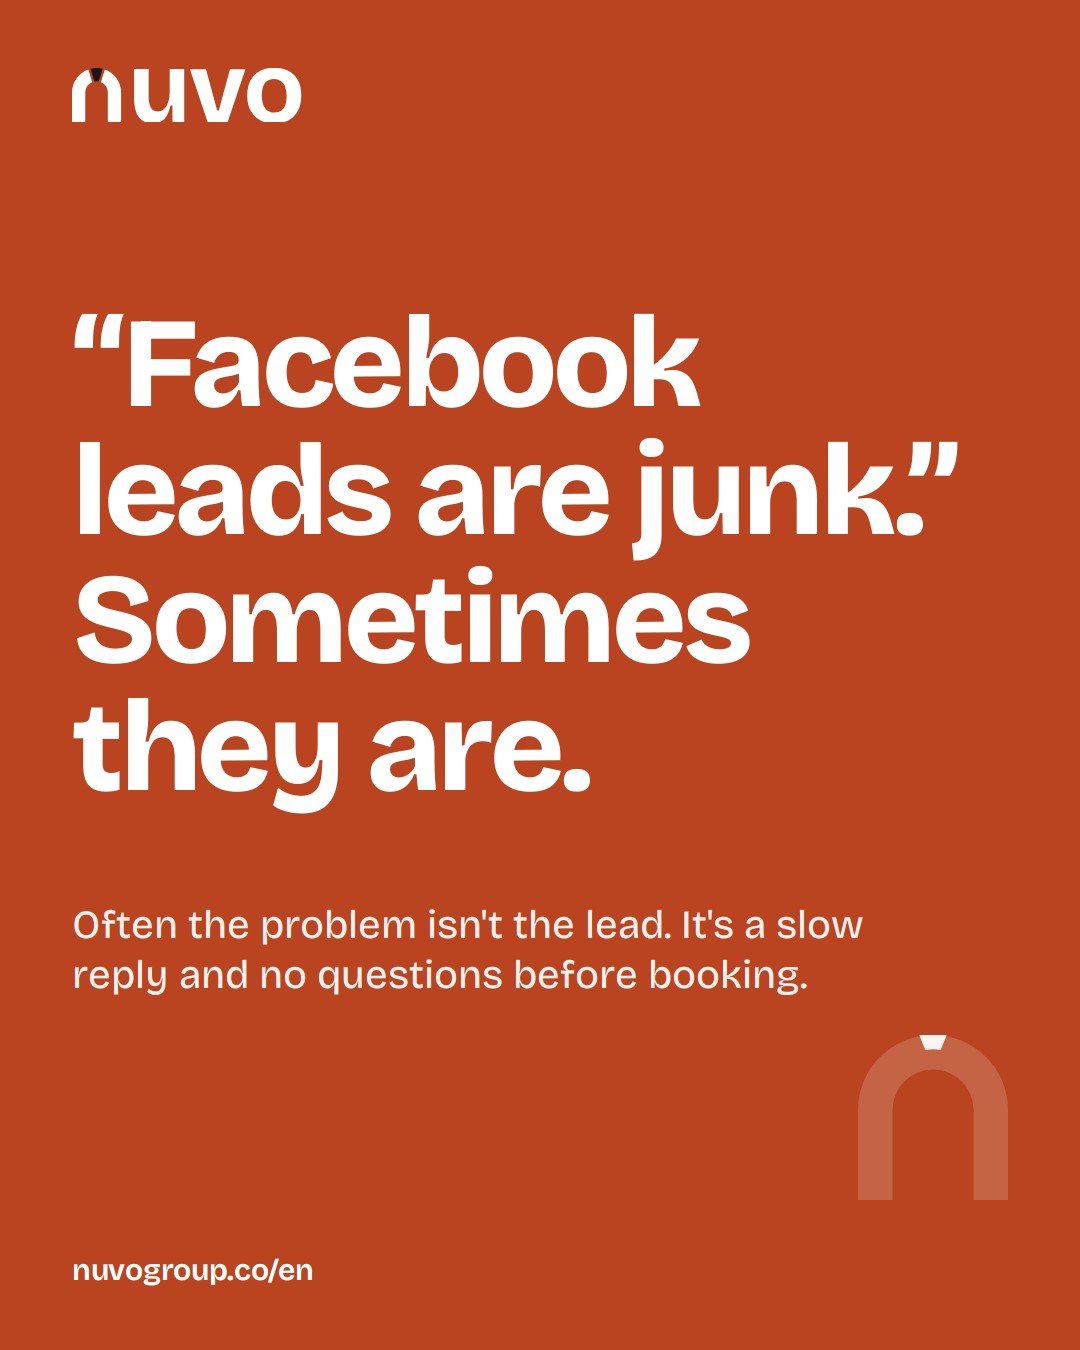 nuvo
“Facebook
leads are junk.”
Sometimes
they are.
Often the problem isn't the lead. It's a slow
reply and no questions before booking.
nuvogroup.co/en